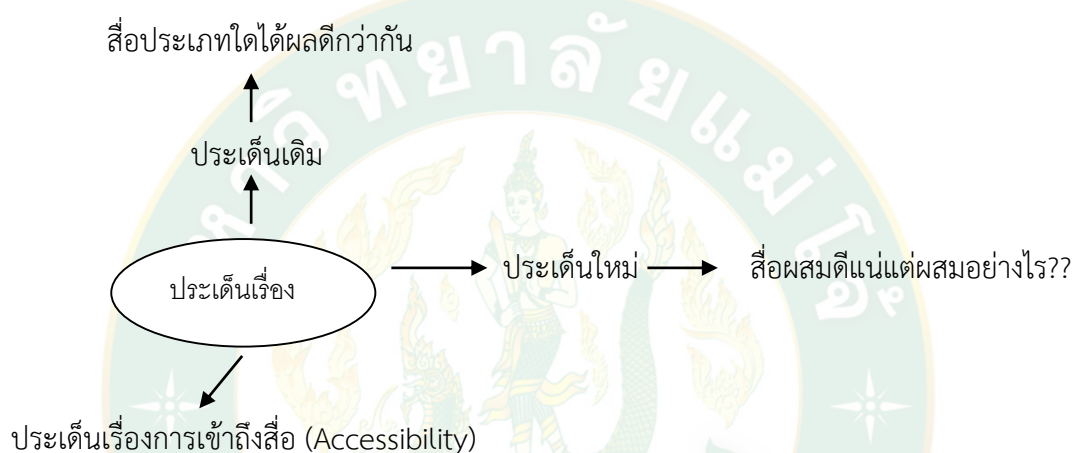 สื่อประเภทใดได้ผลดีกว่ากัน
ประเด็นเดิม
ประเด็นเรื่อง
ประเด็นใหม่
สื่อผสมดีแน่แต่ผสมอย่างไร??
ประเด็นเรื่องการเข้าถึงสื่อ (Accessibility)